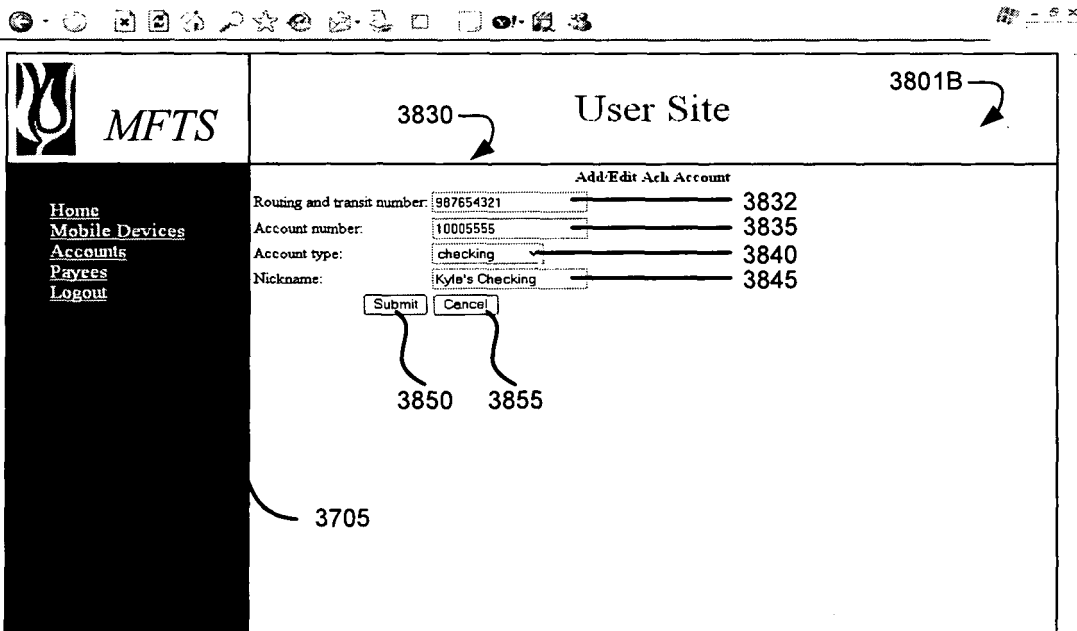 MFTS
User Site
3801B
3830
Add/Edit Ach Account
Home
Mobile Devices
Accounts
Payees
Logout
Routing and transit number: 987654321 3832
Account number: 10005555 3835
Account type: checking 3840
Nickname: Kyle's Checking 3845
Submit Cancel
3850 3855
3705